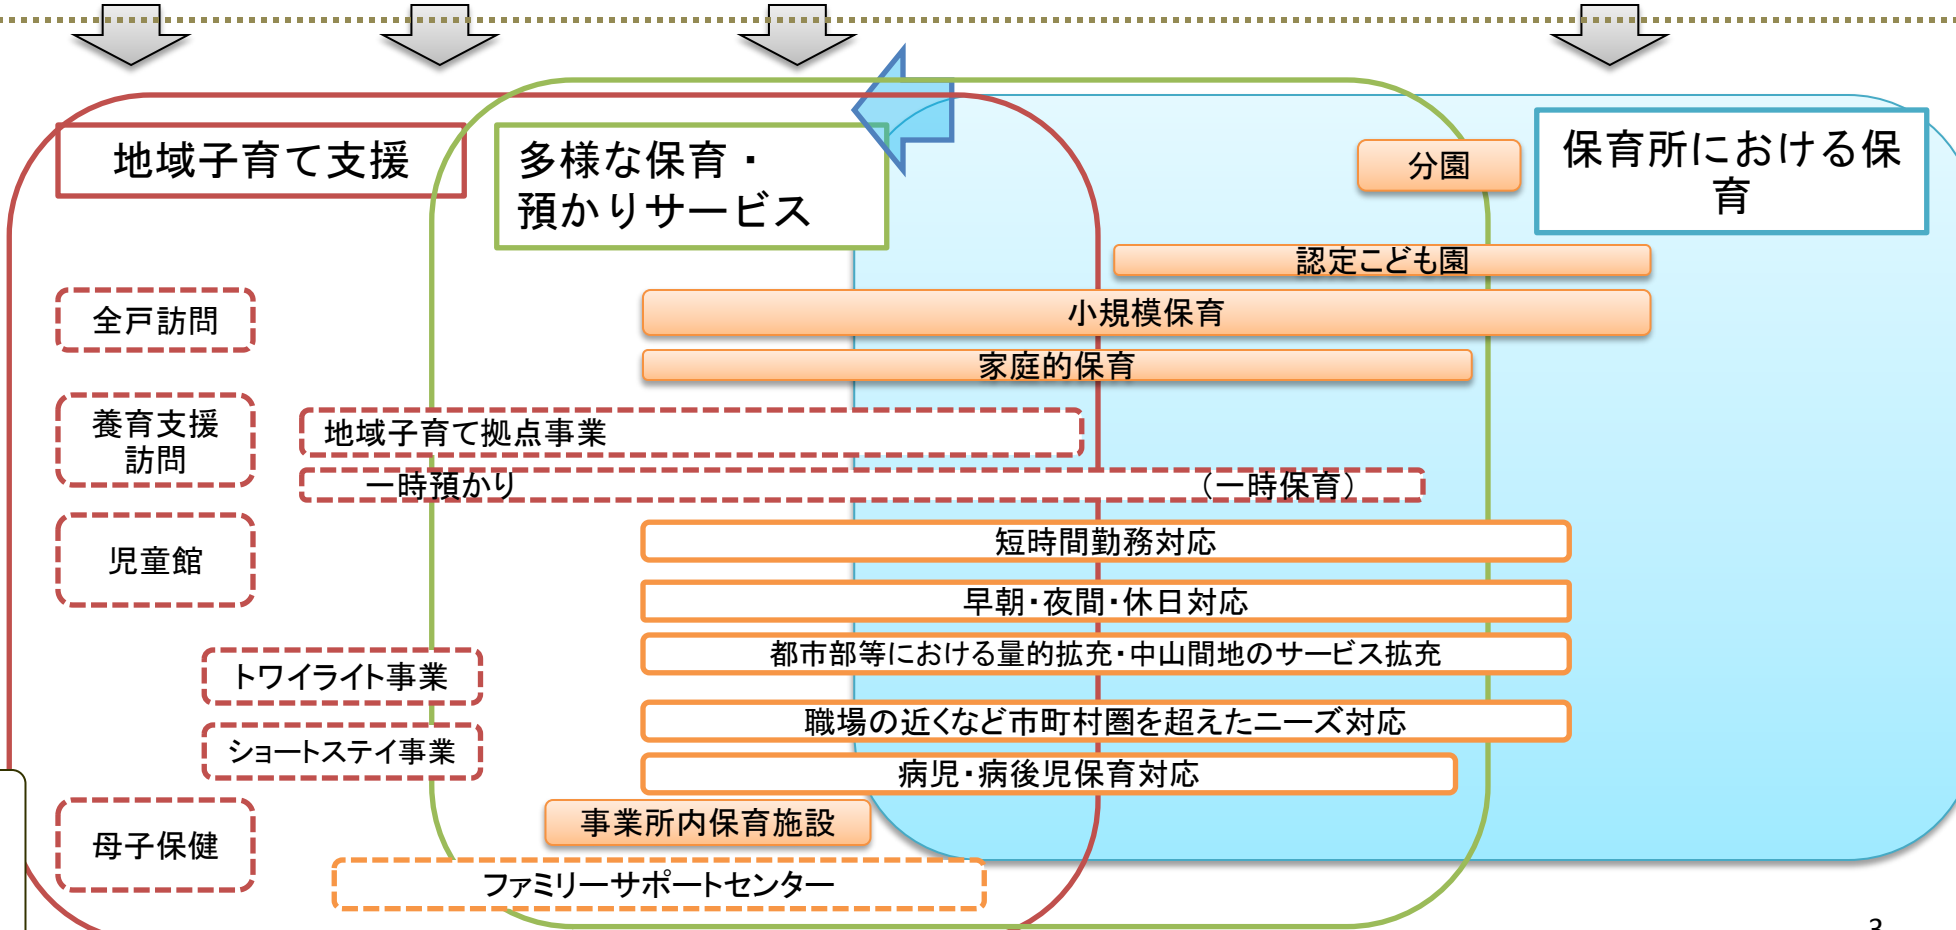 地域子育て支援
多様な保育・
預かりサービス
分園
保育所における保
育
認定こども園
全戸訪問
小規模保育
家庭的保育
養育支援
訪問
地域子育て拠点事業
一時預かり (一時保育)
児童館
短時間勤務対応
早朝・夜間・休日対応
トワイライト事業
都市部等における量的拡充・中山間地のサービス拡充
ショートステイ事業
職場の近くなど市町村圏を超えたニーズ対応
病児・病後児保育対応
母子保健
事業所内保育施設
ファミリーサポートセンター
3